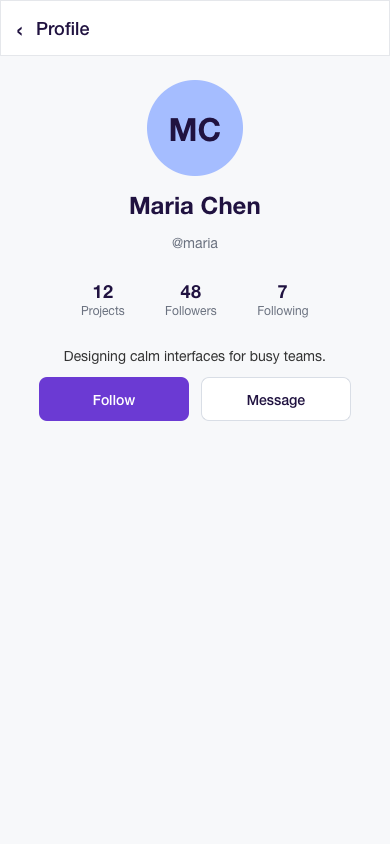 ‹ Profile
MC
Maria Chen
@maria
12 48 7
Projects Followers Following
Designing calm interfaces for busy teams.
Follow Message